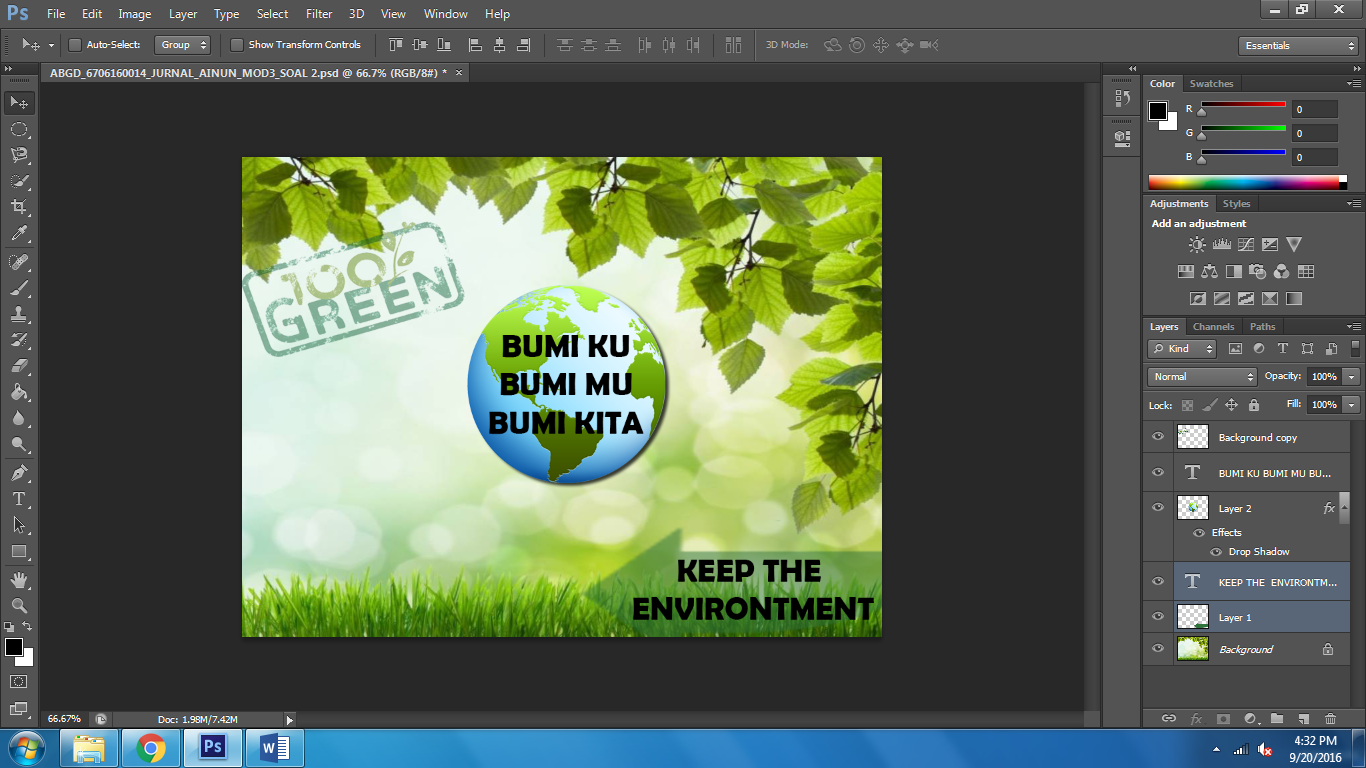 Ps File Edit Image Layer Type Select Filter 3D View Window Help
Auto-Select: Group Show Transform Controls 3D Mode: Essentials
ABGD_6706160014_JURNAL_AINUN_MOD3_SOAL 2.psd @ 66.7% (RGB/8#) *
100
GREEN
BUMI KU
BUMI MU
BUMI KITA
KEEP THE
ENVIRONTMENT
Color Swatches
R 0
G 0
B 0
Adjustments Styles
Add an adjustment
Layers Channels Paths
Kind
Normal Opacity: 100%
Lock: Fill: 100%
Background copy
T BUMI KU BUMI MU BU...
Layer 2 fx
Effects
Drop Shadow
T KEEP THE ENVIRONTM...
Layer 1
Background
66.67% Doc: 1.98M/7.42M
fx
Ps W
4:32 PM
9/20/2016